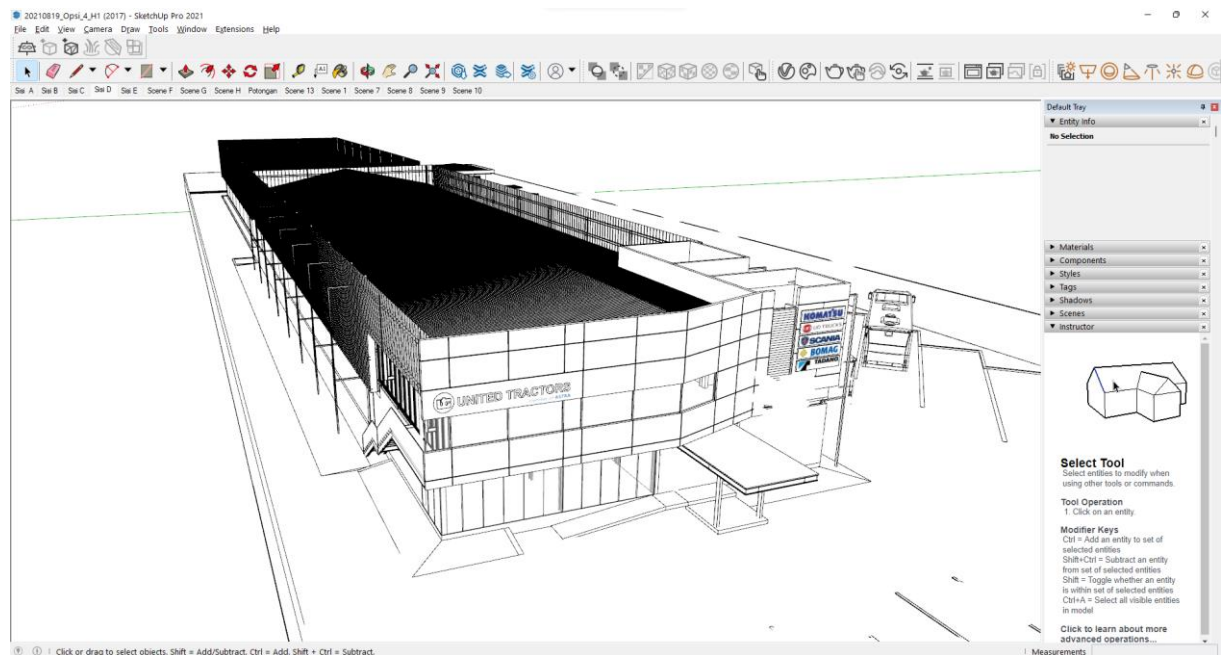 20210819_Opsi_4_H1 (2017) - SketchUp Pro 2021
File Edit View Camera Draw Tools Window Extensions Help
Sisi A Sisi B Sisi C Sisi D Sisi E Scene F Scene G Scene H Potongan Scene 13 Scene 1 Scene 7 Scene 8 Scene 9 Scene 10
Default Tray
Entity Info
No Selection
Materials
Components
Styles
Tags
Shadows
Scenes
Instructor
KOMATSU
UD TRUCKS
SCANIA
BOMAG
TADANO
UNITED TRACTORS
ASTRA
Select Tool
Select entities to modify when
using other tools or commands.
Tool Operation
1. Click on an entity.
Modifier Keys
Ctrl = Add an entity to set of
selected entities
Shift+Ctrl = Subtract an entity
from set of selected entities
Shift = Toggle whether an entity
is within set of selected entities
Ctrl+A = Select all visible entities
in model
Click to learn about more
advanced operations...
Click or drag to select objects. Shift = Add/Subtract. Ctrl = Add. Shift + Ctrl = Subtract.
Measurements